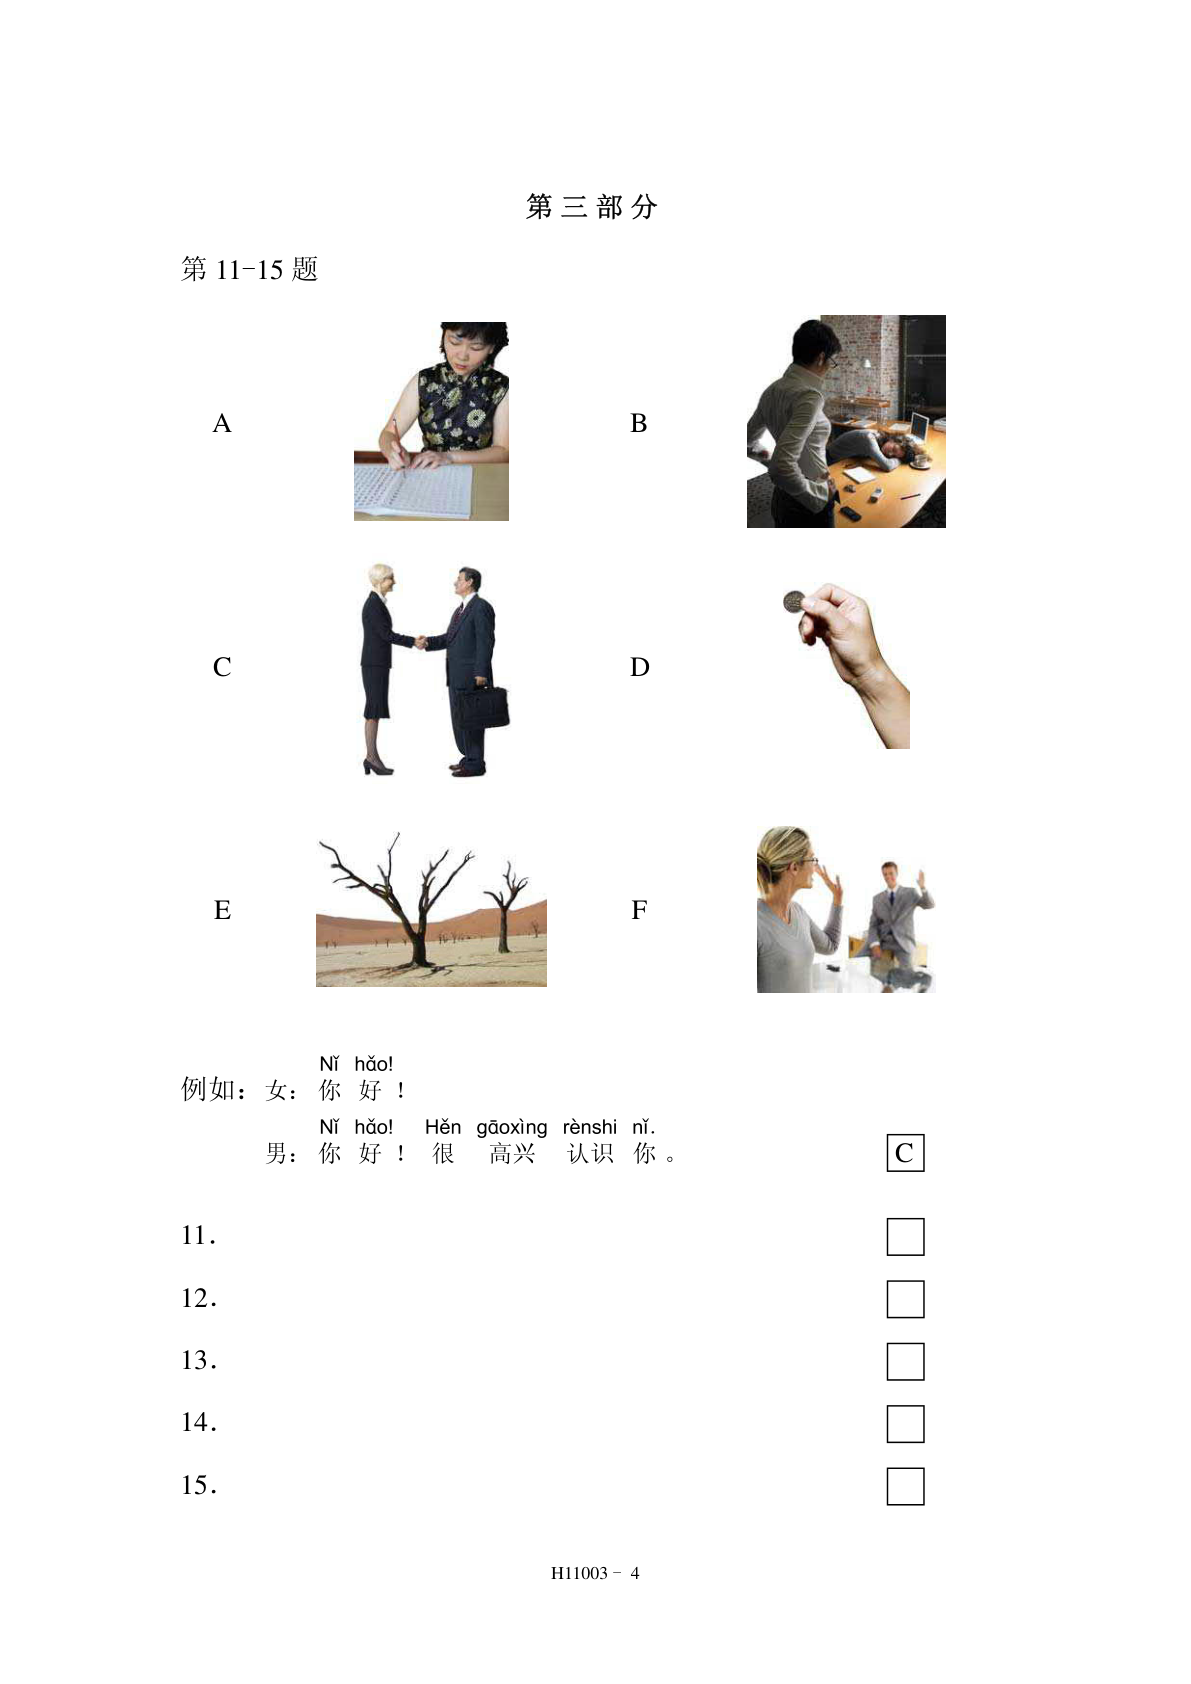 第三部分
第 11-15 题
A
B
C
D
E
F
Nǐ hǎo!
例如：女：你 好 ！
Nǐ hǎo! Hěn gāoxìng rènshi nǐ.
男：你 好 ！ 很 高兴 认识 你 。
C
11.
12.
13.
14.
15.
H11003 - 4